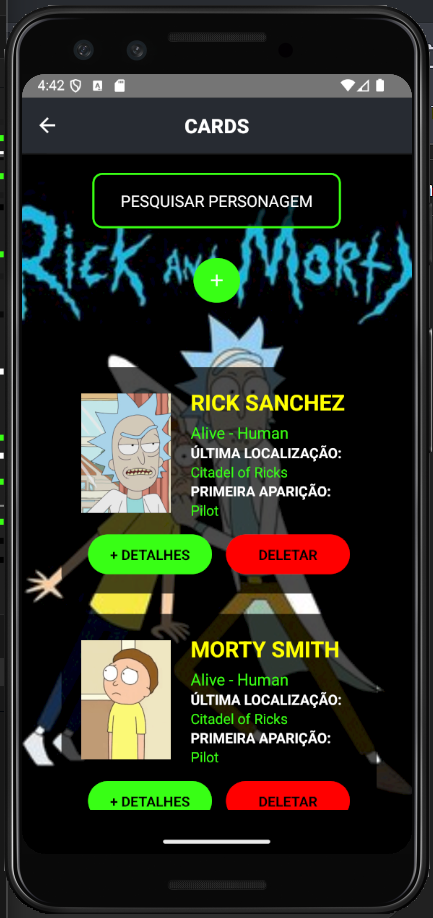 4:42
CARDS
PESQUISAR PERSONAGEM
Rick and Morty
+
RICK SANCHEZ
Alive - Human
ÚLTIMA LOCALIZAÇÃO:
Citadel of Ricks
PRIMEIRA APARIÇÃO:
Pilot
+ DETALHES DELETAR
MORTY SMITH
Alive - Human
ÚLTIMA LOCALIZAÇÃO:
Citadel of Ricks
PRIMEIRA APARIÇÃO:
Pilot
+ DETALHES DELETAR